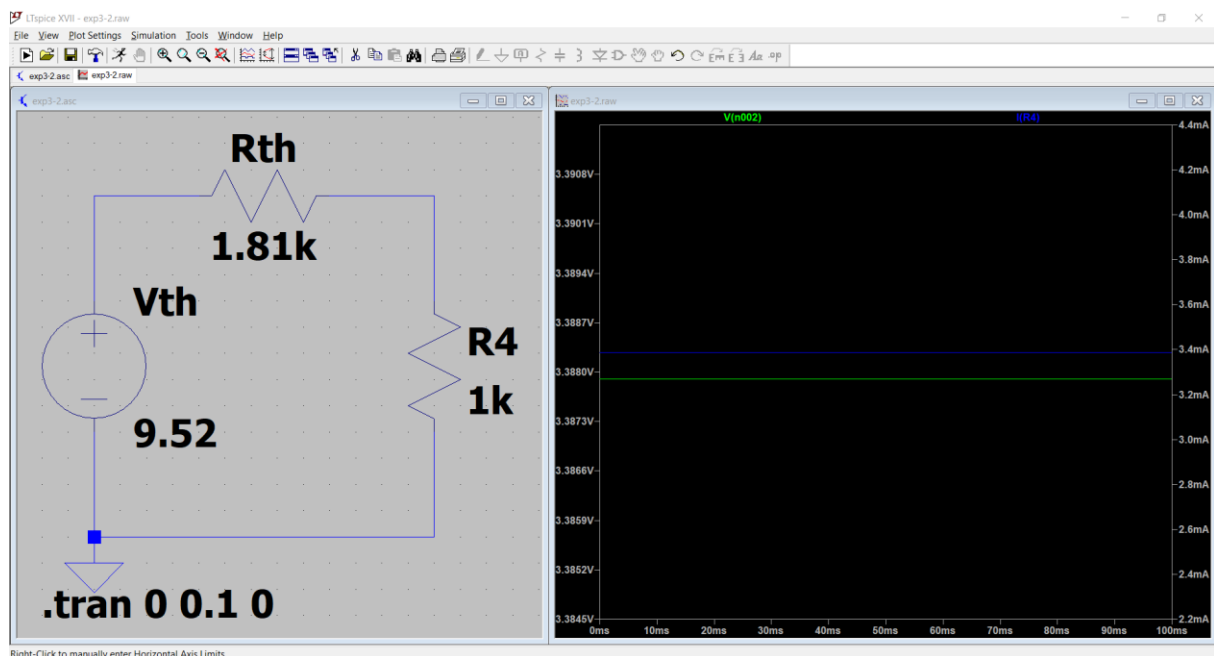 LTspice XVII - exp3-2.raw
File View Plot Settings Simulation Tools Window Help
exp3-2.asc exp3-2.raw
exp3-2.asc
Rth
1.81k
Vth
9.52
R4
1k
.tran 0 0.1 0
exp3-2.raw
V(n002) I(R4)
3.3908V
3.3901V
3.3894V
3.3887V
3.3880V
3.3873V
3.3866V
3.3859V
3.3852V
3.3845V
4.4mA
4.2mA
4.0mA
3.8mA
3.6mA
3.4mA
3.2mA
3.0mA
2.8mA
2.6mA
2.4mA
2.2mA
0ms 10ms 20ms 30ms 40ms 50ms 60ms 70ms 80ms 90ms 100ms
Right-Click to manually enter Horizontal Axis Limits